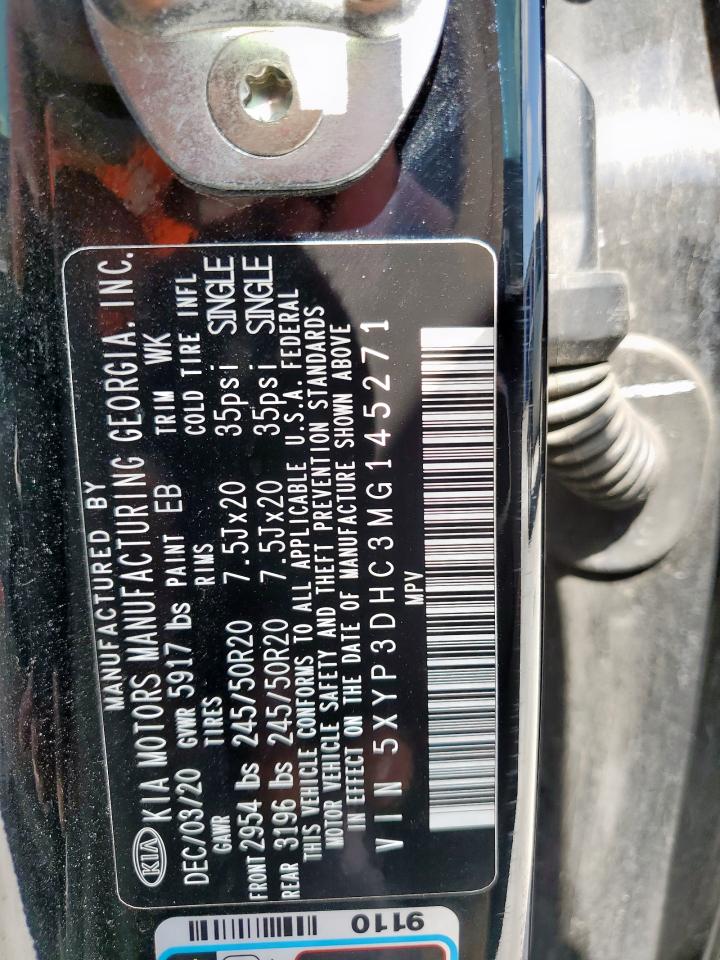 MANUFACTURED BY
KIA KIA MOTORS MANUFACTURING GEORGIA. INC.
DEC/03/20 GVWR 5917 lbs PAINT EB TRIM WK
GAWR TIRES RIMS COLD TIRE INFL
FRONT 2954 lbs 245/50R20 7.5Jx20 35psi SINGLE
REAR 3196 lbs 245/50R20 7.5Jx20 35psi SINGLE
THIS VEHICLE CONFORMS TO ALL APPLICABLE U.S.A. FEDERAL
MOTOR VEHICLE SAFETY AND THEFT PREVENTION STANDARDS
IN EFFECT ON THE DATE OF MANUFACTURE SHOWN ABOVE
VIN 5XYP3DHC3MG145271
MPV
9110